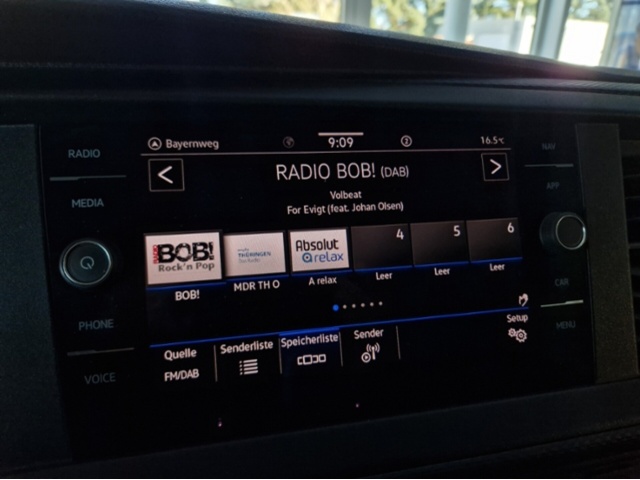 Bayernweg 9:09 2 16.5°C
RADIO NAV
RADIO BOB! (DAB)
< >
MEDIA APP
Volbeat
For Evigt (feat. Johan Olsen)
RADIO BOB! Rock'n Pop
THÜRINGEN
Absolut relax
4 5 6
BOB! MDR TH O A relax Leer Leer Leer
CAR
PHONE MENU
Setup
Quelle Senderliste Speicherliste Sender
FM/DAB
VOICE